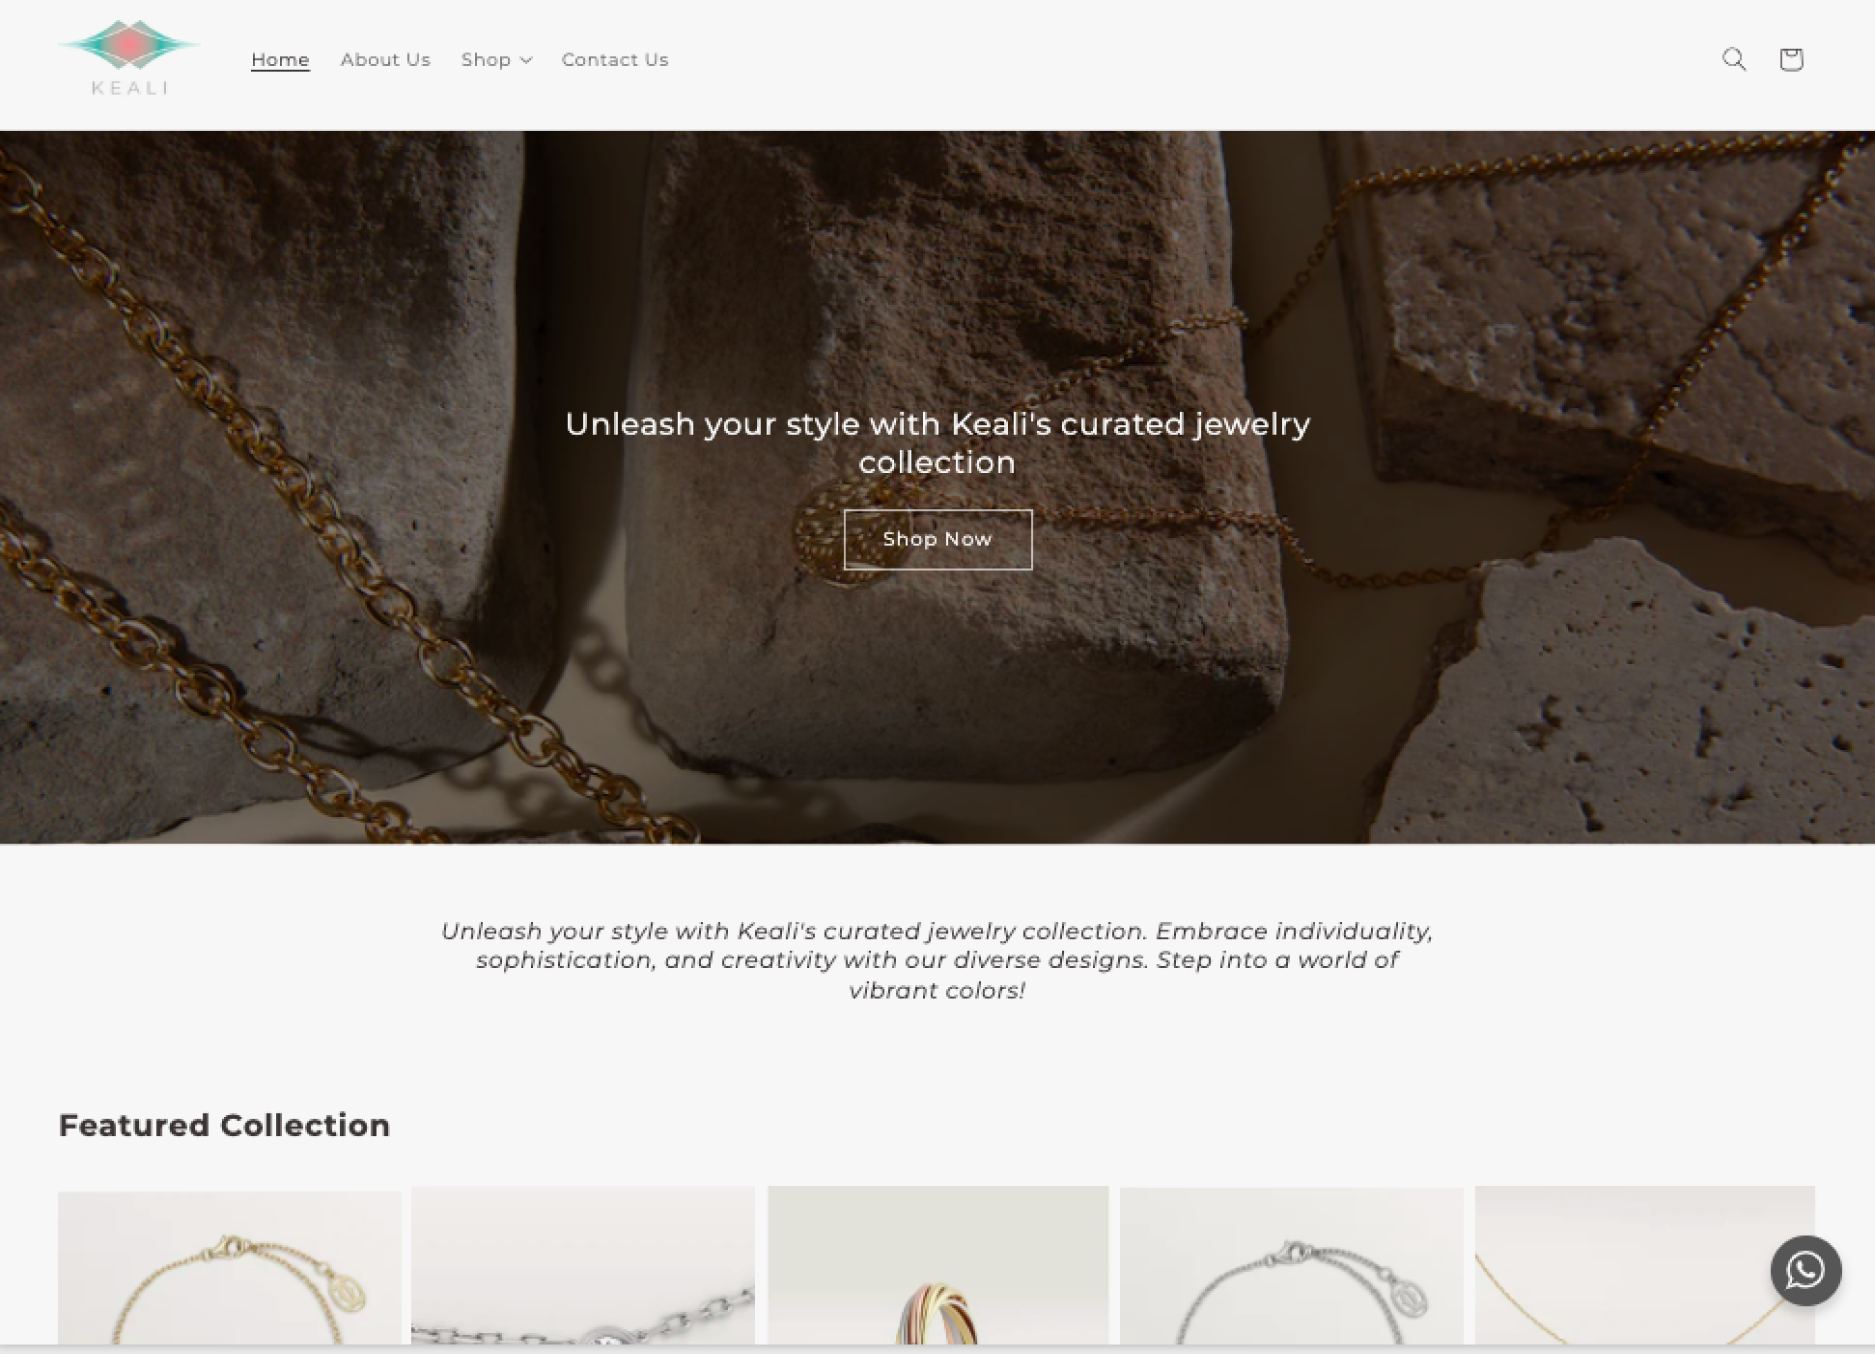 KEALI
Home
About Us
Shop
Contact Us
Unleash your style with Keali's curated jewelry
collection
Shop Now
Unleash your style with Keali's curated jewelry collection. Embrace individuality,
sophistication, and creativity with our diverse designs. Step into a world of
vibrant colors!
Featured Collection